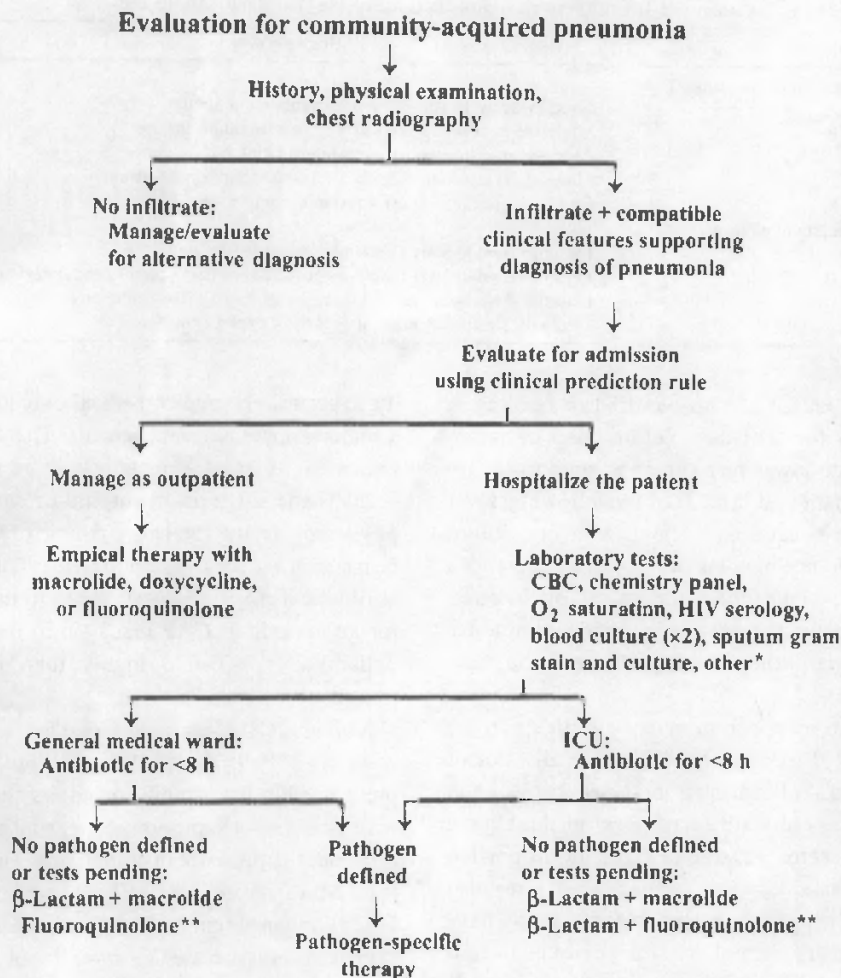 Evaluation for community-acquired pneumonia
History, physical examination,
chest radiography
No infiltrate:
Manage/evaluate
for alternative diagnosis
Infiltrate + compatible
clinical features supporting
diagnosis of pneumonia
Evaluate for admission
using clinical prediction rule
Manage as outpatient
Hospitalize the patient
Empical therapy with
macrolide, doxycycline,
or fluoroquinolone
Laboratory tests:
CBC, chemistry panel,
O₂ saturatinn, HIV serology,
blood culture (×2), sputum gram
stain and culture, other*
General medical ward:
Antibiotic for <8 h
ICU:
Antibiotic for <8 h
No pathogen defined
or tests pending:
β-Lactam + macrolide
Fluoroquinolone**
Pathogen
defined
No pathogen defined
or tests pending:
β-Lactam + macrolide
β-Lactam + fluoroquinolone**
Pathogen-specific
therapy